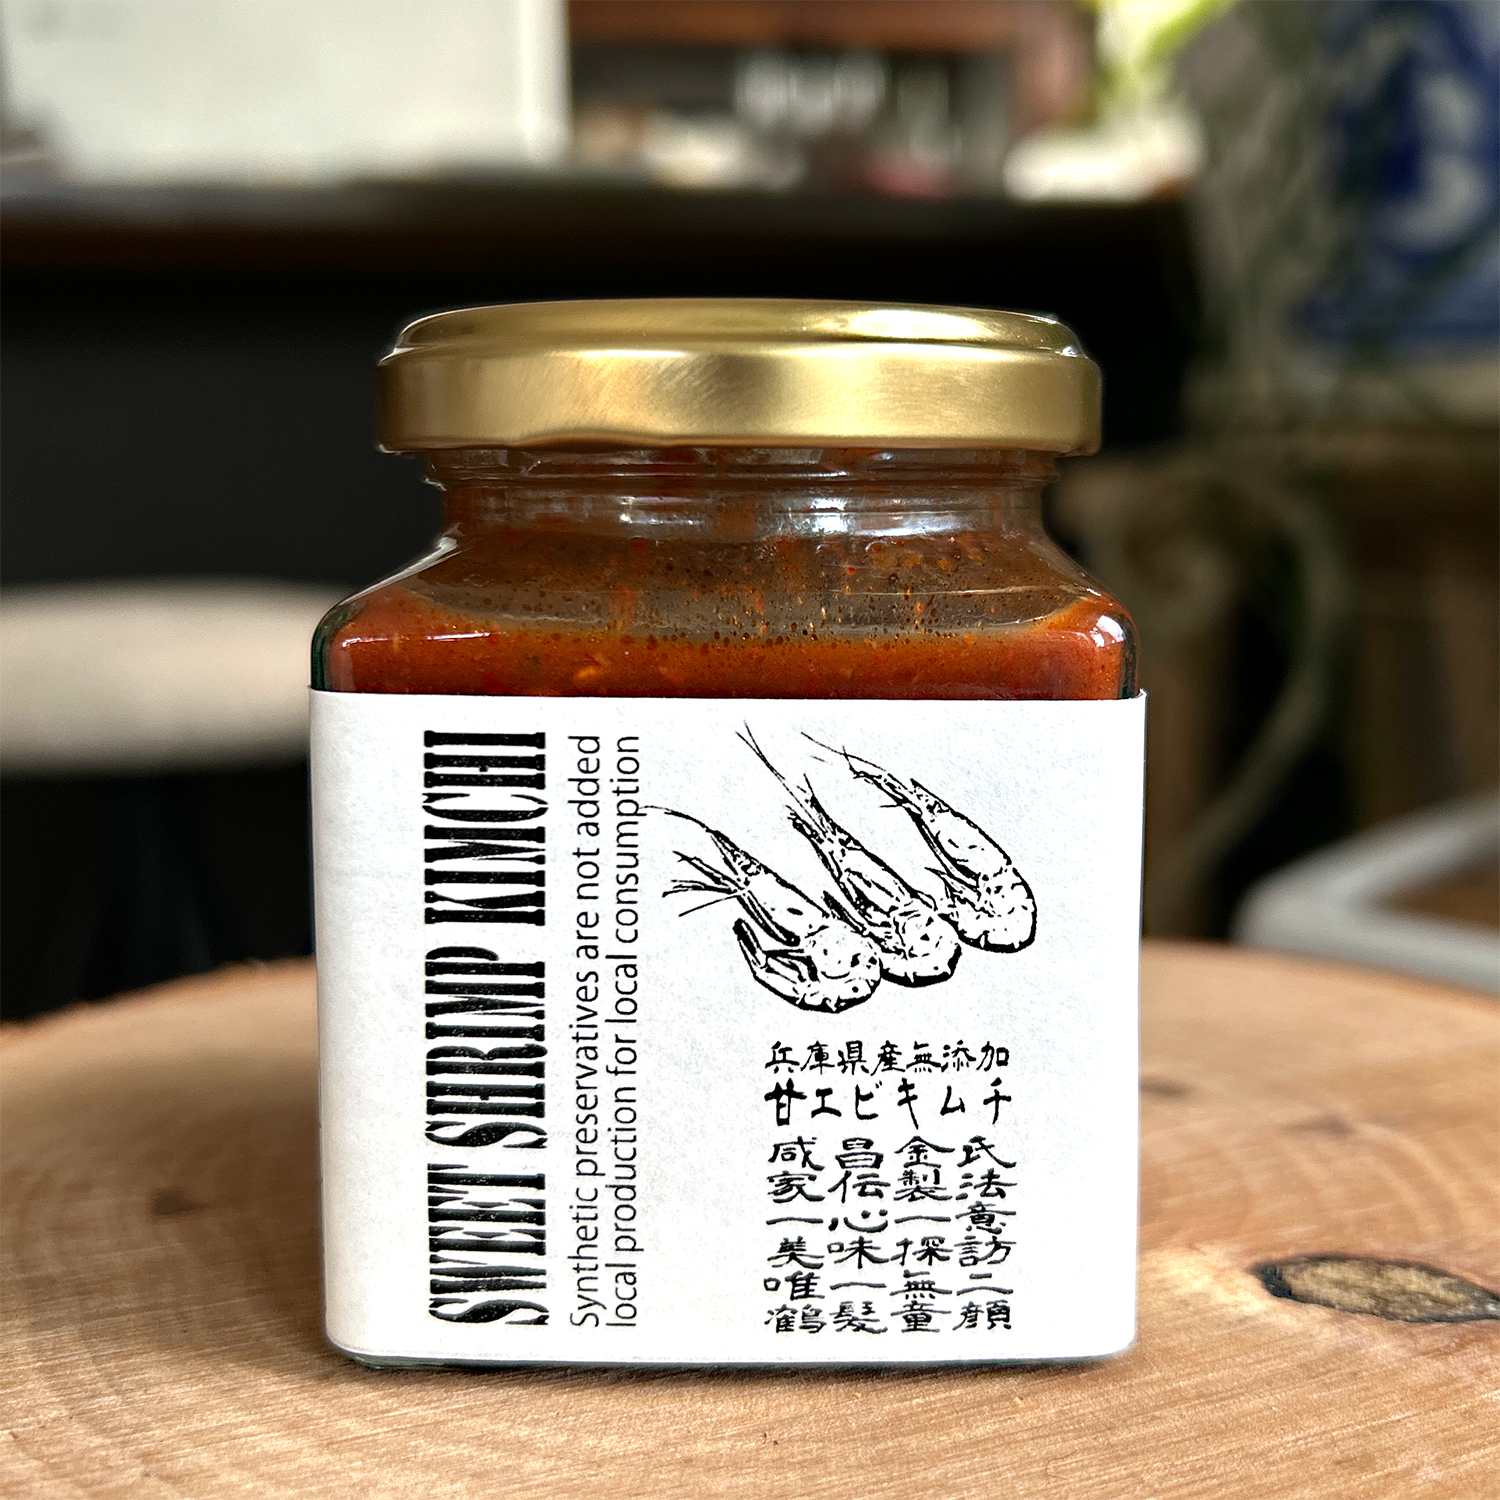 SWEET SHRIMP KIMCHI
Synthetic preservatives are not added
local production for local consumption
兵庫県産無添加
甘エビキムチ
咸昌金氏
家伝製法
一心一意
美味探訪
唯一無二
鶴髪童顔